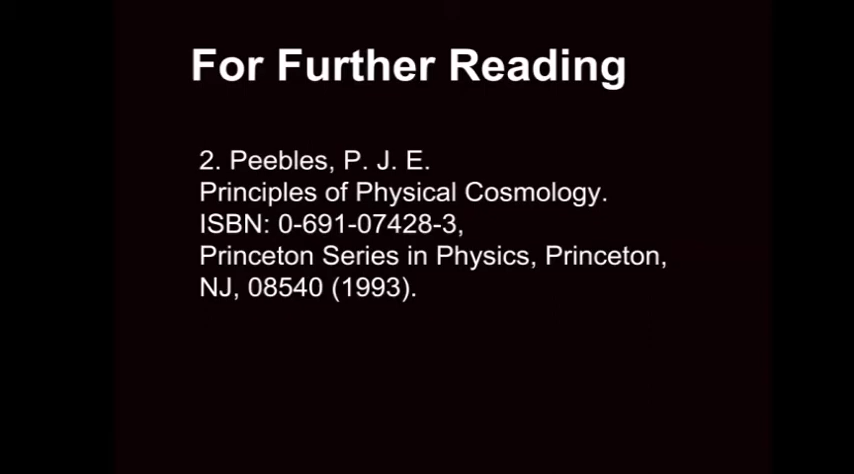 For Further Reading
2. Peebles, P. J. E.
Principles of Physical Cosmology.
ISBN: 0-691-07428-3,
Princeton Series in Physics, Princeton,
NJ, 08540 (1993).